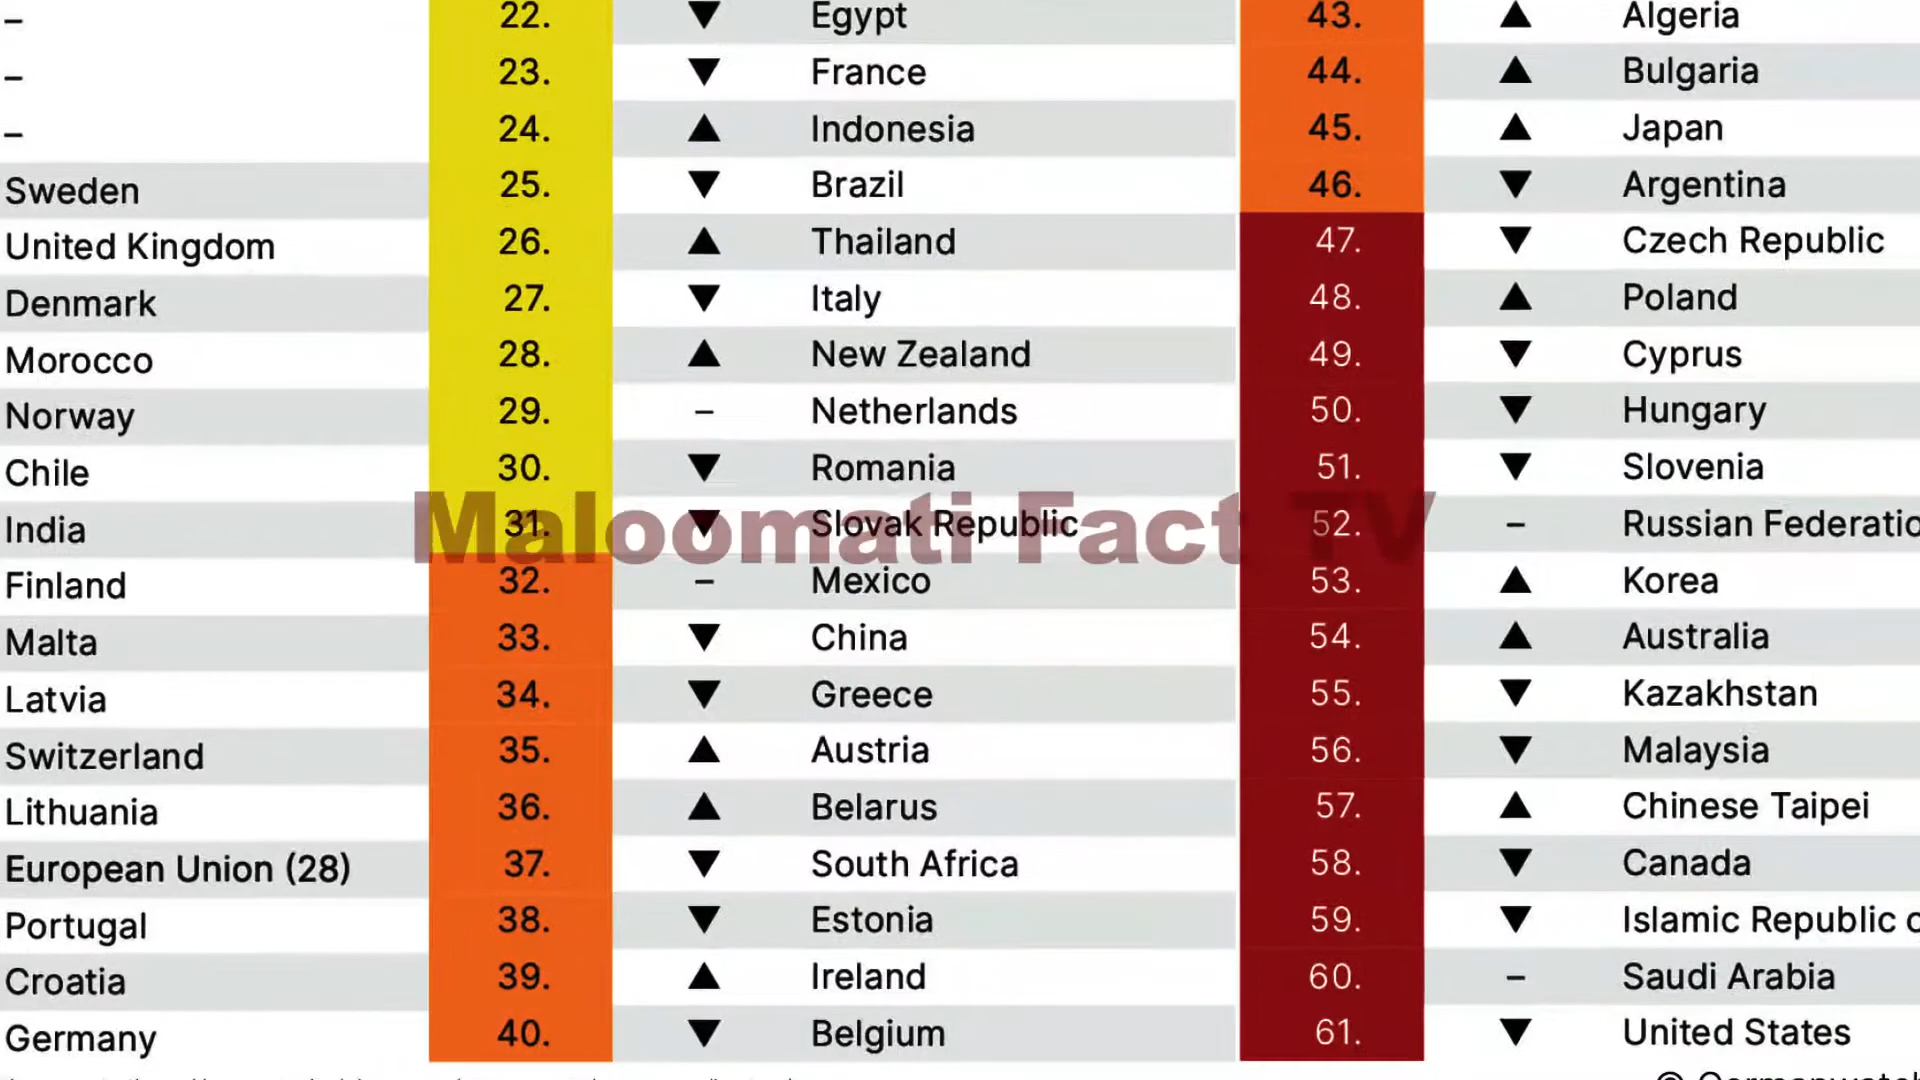 –
–
–
Sweden
United Kingdom
Denmark
Morocco
Norway
Chile
India
Finland
Malta
Latvia
Switzerland
Lithuania
European Union (28)
Portugal
Croatia
Germany
22. ▼ Egypt
23. ▼ France
24. ▲ Indonesia
25. ▼ Brazil
26. ▲ Thailand
27. ▼ Italy
28. ▲ New Zealand
29. – Netherlands
30. ▼ Romania
31. ▼ Slovak Republic
32. – Mexico
33. ▼ China
34. ▼ Greece
35. ▲ Austria
36. ▲ Belarus
37. ▼ South Africa
38. ▼ Estonia
39. ▲ Ireland
40. ▼ Belgium
43. ▲ Algeria
44. ▲ Bulgaria
45. ▲ Japan
46. ▼ Argentina
47. ▼ Czech Republic
48. ▲ Poland
49. ▼ Cyprus
50. ▼ Hungary
51. ▼ Slovenia
52. – Russian Federatio
53. ▲ Korea
54. ▲ Australia
55. ▼ Kazakhstan
56. ▼ Malaysia
57. ▲ Chinese Taipei
58. ▼ Canada
59. ▼ Islamic Republic
60. – Saudi Arabia
61. ▼ United States
Maloomati Fact TV